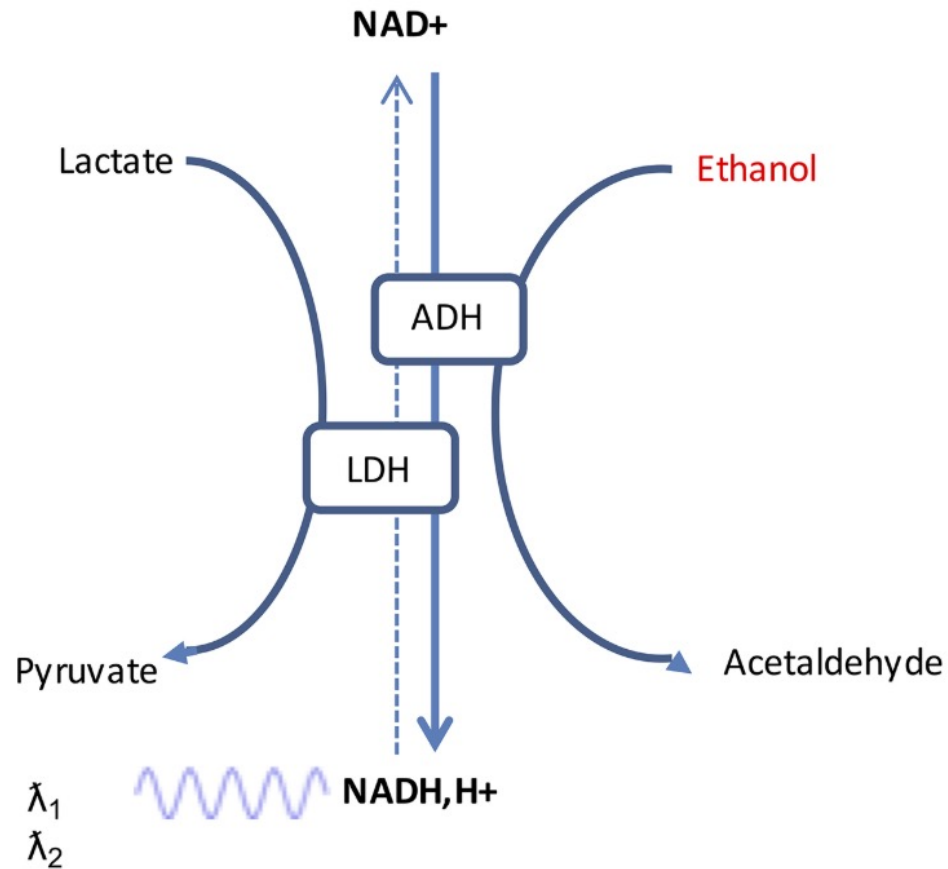 NAD+
Lactate
Ethanol
ADH
LDH
Pyruvate
Acetaldehyde
NADH,H+
ƛ1
ƛ2